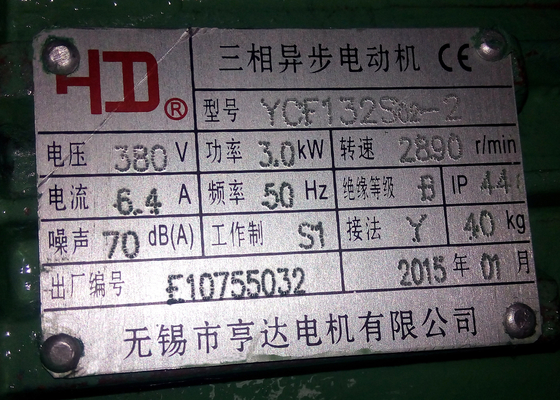 HD ®
三相异步电动机 CE
型号 YCF132S02-2
电压 380 V 功率 3.0 kW 转速 2890 r/min
电流 6.4 A 频率 50 Hz 绝缘等级 B IP 44
噪声 70 dB(A) 工作制 S1 接法 Y 40 kg
出厂编号 E10755032 2015 年 01 月
无锡市亨达电机有限公司